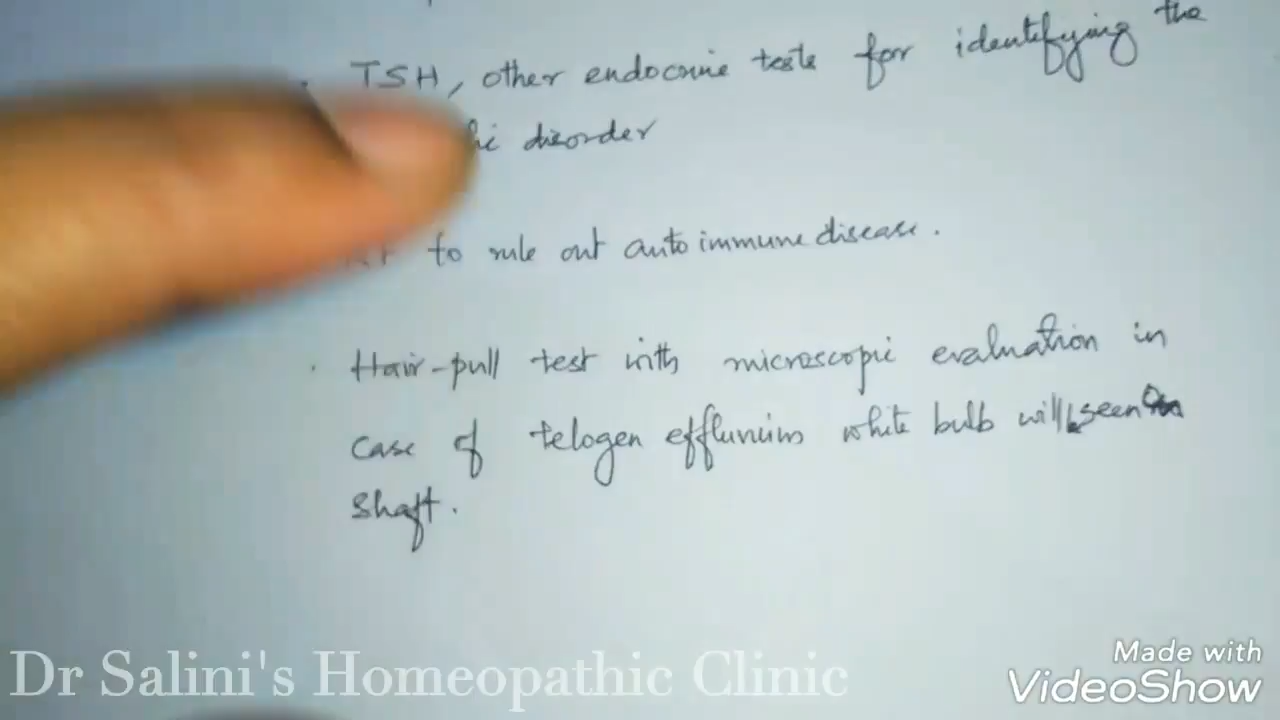 TSH, other endocrine tests for identifying the
disorder
to rule out autoimmune disease.
Hair-pull test with microscopic evaluation in
case of telogen effluvium white bulb will seen
shaft.
Dr Salini's Homeopathic Clinic
Made with
VideoShow